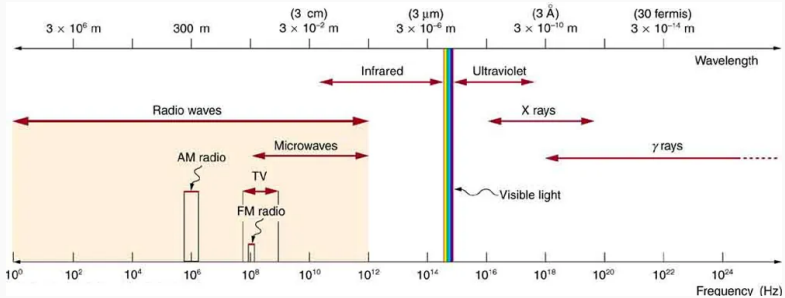 (3 cm) (3 μm) (3 Å) (30 fermis)
3 × 10⁶ m 300 m 3 × 10⁻² m 3 × 10⁻⁶ m 3 × 10⁻¹⁰ m 3 × 10⁻¹⁴ m
Wavelength
Infrared Ultraviolet
Radio waves X rays
Microwaves γ rays
AM radio
TV
Visible light
FM radio
10⁰ 10² 10⁴ 10⁶ 10⁸ 10¹⁰ 10¹² 10¹⁴ 10¹⁶ 10¹⁸ 10²⁰ 10²² 10²⁴
Frequency (Hz)